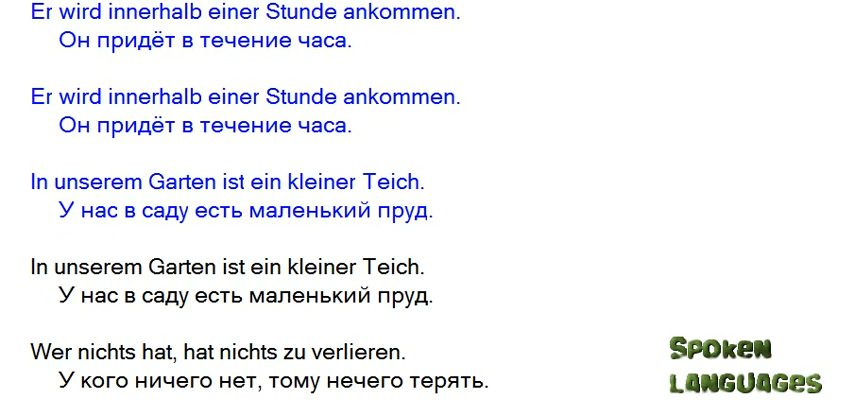 Er wird innerhalb einer Stunde ankommen.
Он придёт в течение часа.
Er wird innerhalb einer Stunde ankommen.
Он придёт в течение часа.
In unserem Garten ist ein kleiner Teich.
У нас в саду есть маленький пруд.
In unserem Garten ist ein kleiner Teich.
У нас в саду есть маленький пруд.
Wer nichts hat, hat nichts zu verlieren.
У кого ничего нет, тому нечего терять.
Spoken
Languages